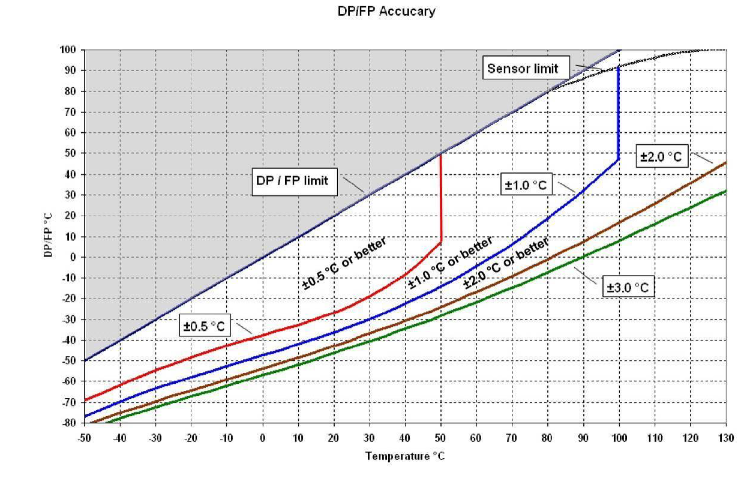 DP/FP Accucary
100
90
80
70
60
50
40
30
20
10
0
-10
-20
-30
-40
-50
-60
-70
-80
DP/FP °C
Sensor limit
DP / FP limit
±2.0 °C
±1.0 °C
±0.5 °C or better
±1.0 °C or better
±2.0 °C or better
±3.0 °C
±0.5 °C
-50 -40 -30 -20 -10 0 10 20 30 40 50 60 70 80 90 100 110 120 130
Temperature °C